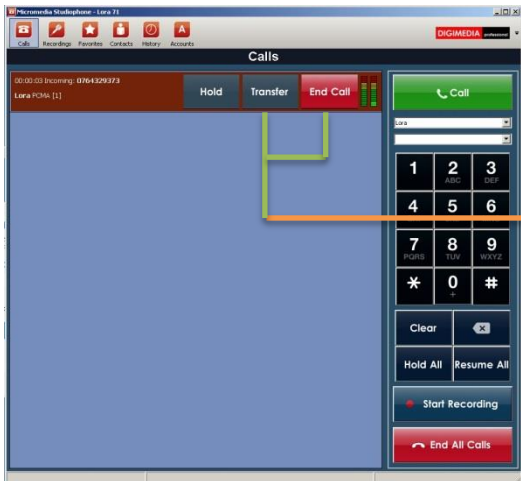 Micromedia Studiophone - Lora 71
Calls
Recordings
Favorites
Contacts
History
Accounts
DIGIMEDIA professional
Calls
00:00:03 Incoming: 0764329373
Lora PCMA [1]
Hold
Transfer
End Call
Call
Lora
1
2 ABC
3 DEF
4
5
6
7 PQRS
8 TUV
9 WXYZ
*
0 +
#
Clear
Hold All
Resume All
Start Recording
End All Calls